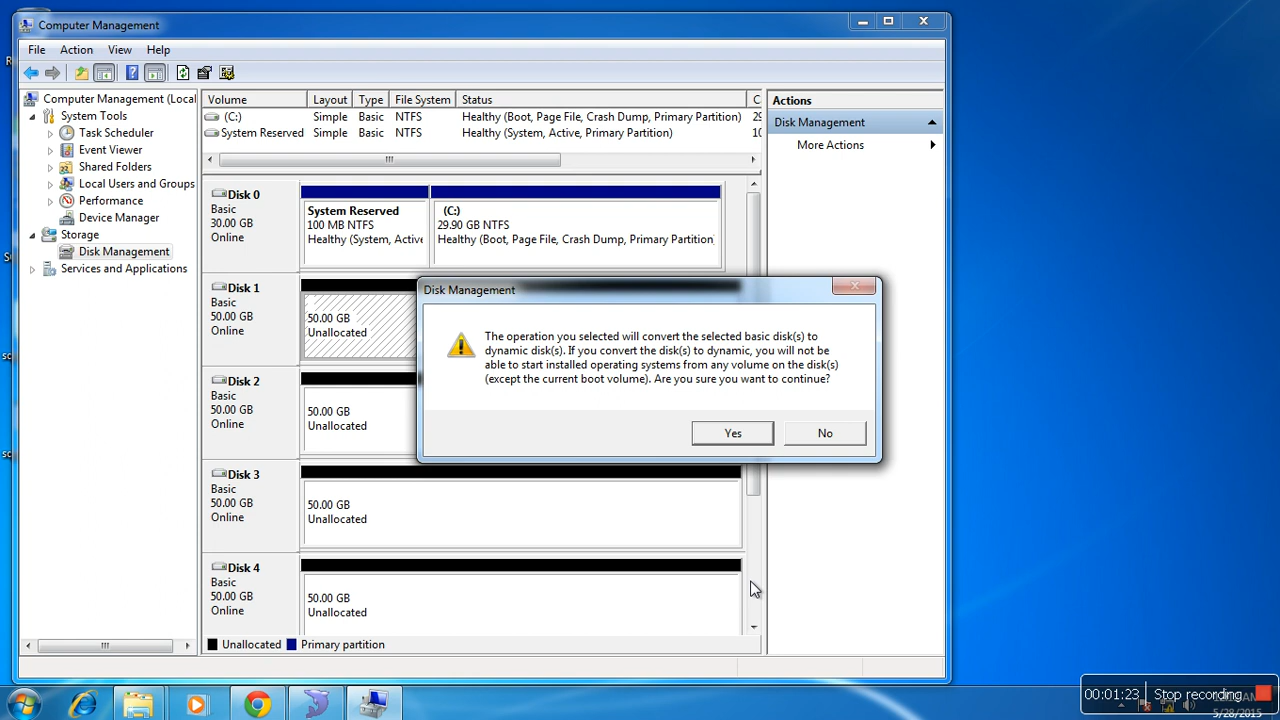 Computer Management
File Action View Help
Computer Management (Local
System Tools
Task Scheduler
Event Viewer
Shared Folders
Local Users and Groups
Performance
Device Manager
Storage
Disk Management
Services and Applications
Volume Layout Type File System Status C
(C:) Simple Basic NTFS Healthy (Boot, Page File, Crash Dump, Primary Partition) 29
System Reserved Simple Basic NTFS Healthy (System, Active, Primary Partition) 10
Disk 0
Basic
30.00 GB
Online
System Reserved
100 MB NTFS
Healthy (System, Active
(C:)
29.90 GB NTFS
Healthy (Boot, Page File, Crash Dump, Primary Partition)
Disk 1
Basic
50.00 GB
Online
50.00 GB
Unallocated
Disk 2
Basic
50.00 GB
Online
50.00 GB
Unallocated
Disk 3
Basic
50.00 GB
Online
50.00 GB
Unallocated
Disk 4
Basic
50.00 GB
Online
50.00 GB
Unallocated
Unallocated Primary partition
Actions
Disk Management
More Actions
Disk Management
The operation you selected will convert the selected basic disk(s) to
dynamic disk(s). If you convert the disk(s) to dynamic, you will not be
able to start installed operating systems from any volume on the disk(s)
(except the current boot volume). Are you sure you want to continue?
Yes No
00:01:23 Stop recording
5/28/2015